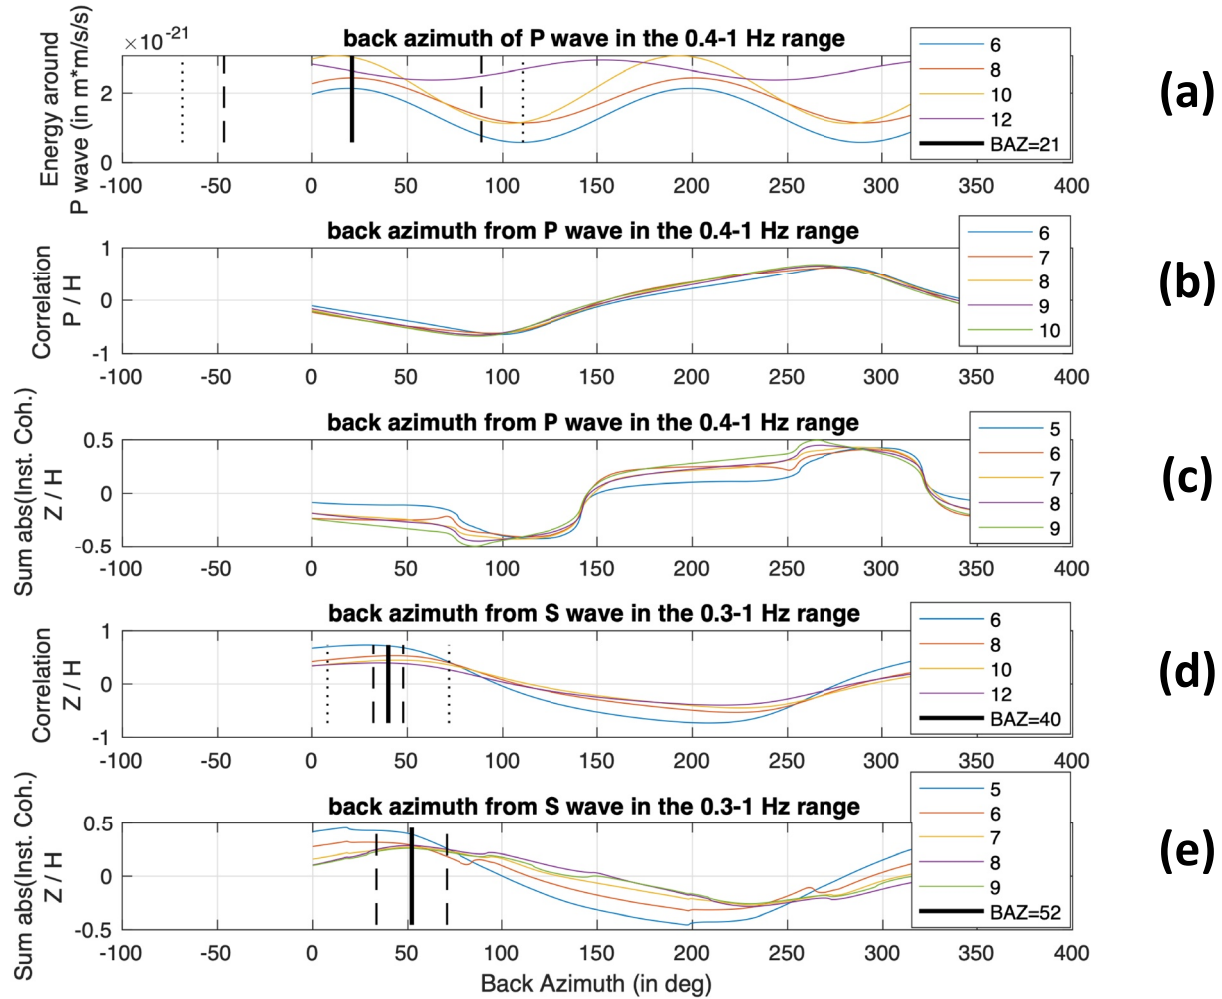 ×10^-21
back azimuth of P wave in the 0.4-1 Hz range
Energy around
P wave (in m*m/s/s)
2
0
-100 -50 0 50 100 150 200 250 300 350 400
6
8
10
12
BAZ=21
(a)
back azimuth from P wave in the 0.4-1 Hz range
Correlation
P / H
1
0
-1
-100 -50 0 50 100 150 200 250 300 350 400
6
7
8
9
10
(b)
back azimuth from P wave in the 0.4-1 Hz range
Sum abs(Inst. Coh.)
Z / H
0.5
0
-0.5
-100 -50 0 50 100 150 200 250 300 350 400
5
6
7
8
9
(c)
back azimuth from S wave in the 0.3-1 Hz range
Correlation
Z / H
1
0
-1
-100 -50 0 50 100 150 200 250 300 350 400
6
8
10
12
BAZ=40
(d)
back azimuth from S wave in the 0.3-1 Hz range
Sum abs(Inst. Coh.)
Z / H
0.5
0
-0.5
-100 -50 0 50 100 150 200 250 300 350 400
5
6
7
8
9
BAZ=52
(e)
Back Azimuth (in deg)